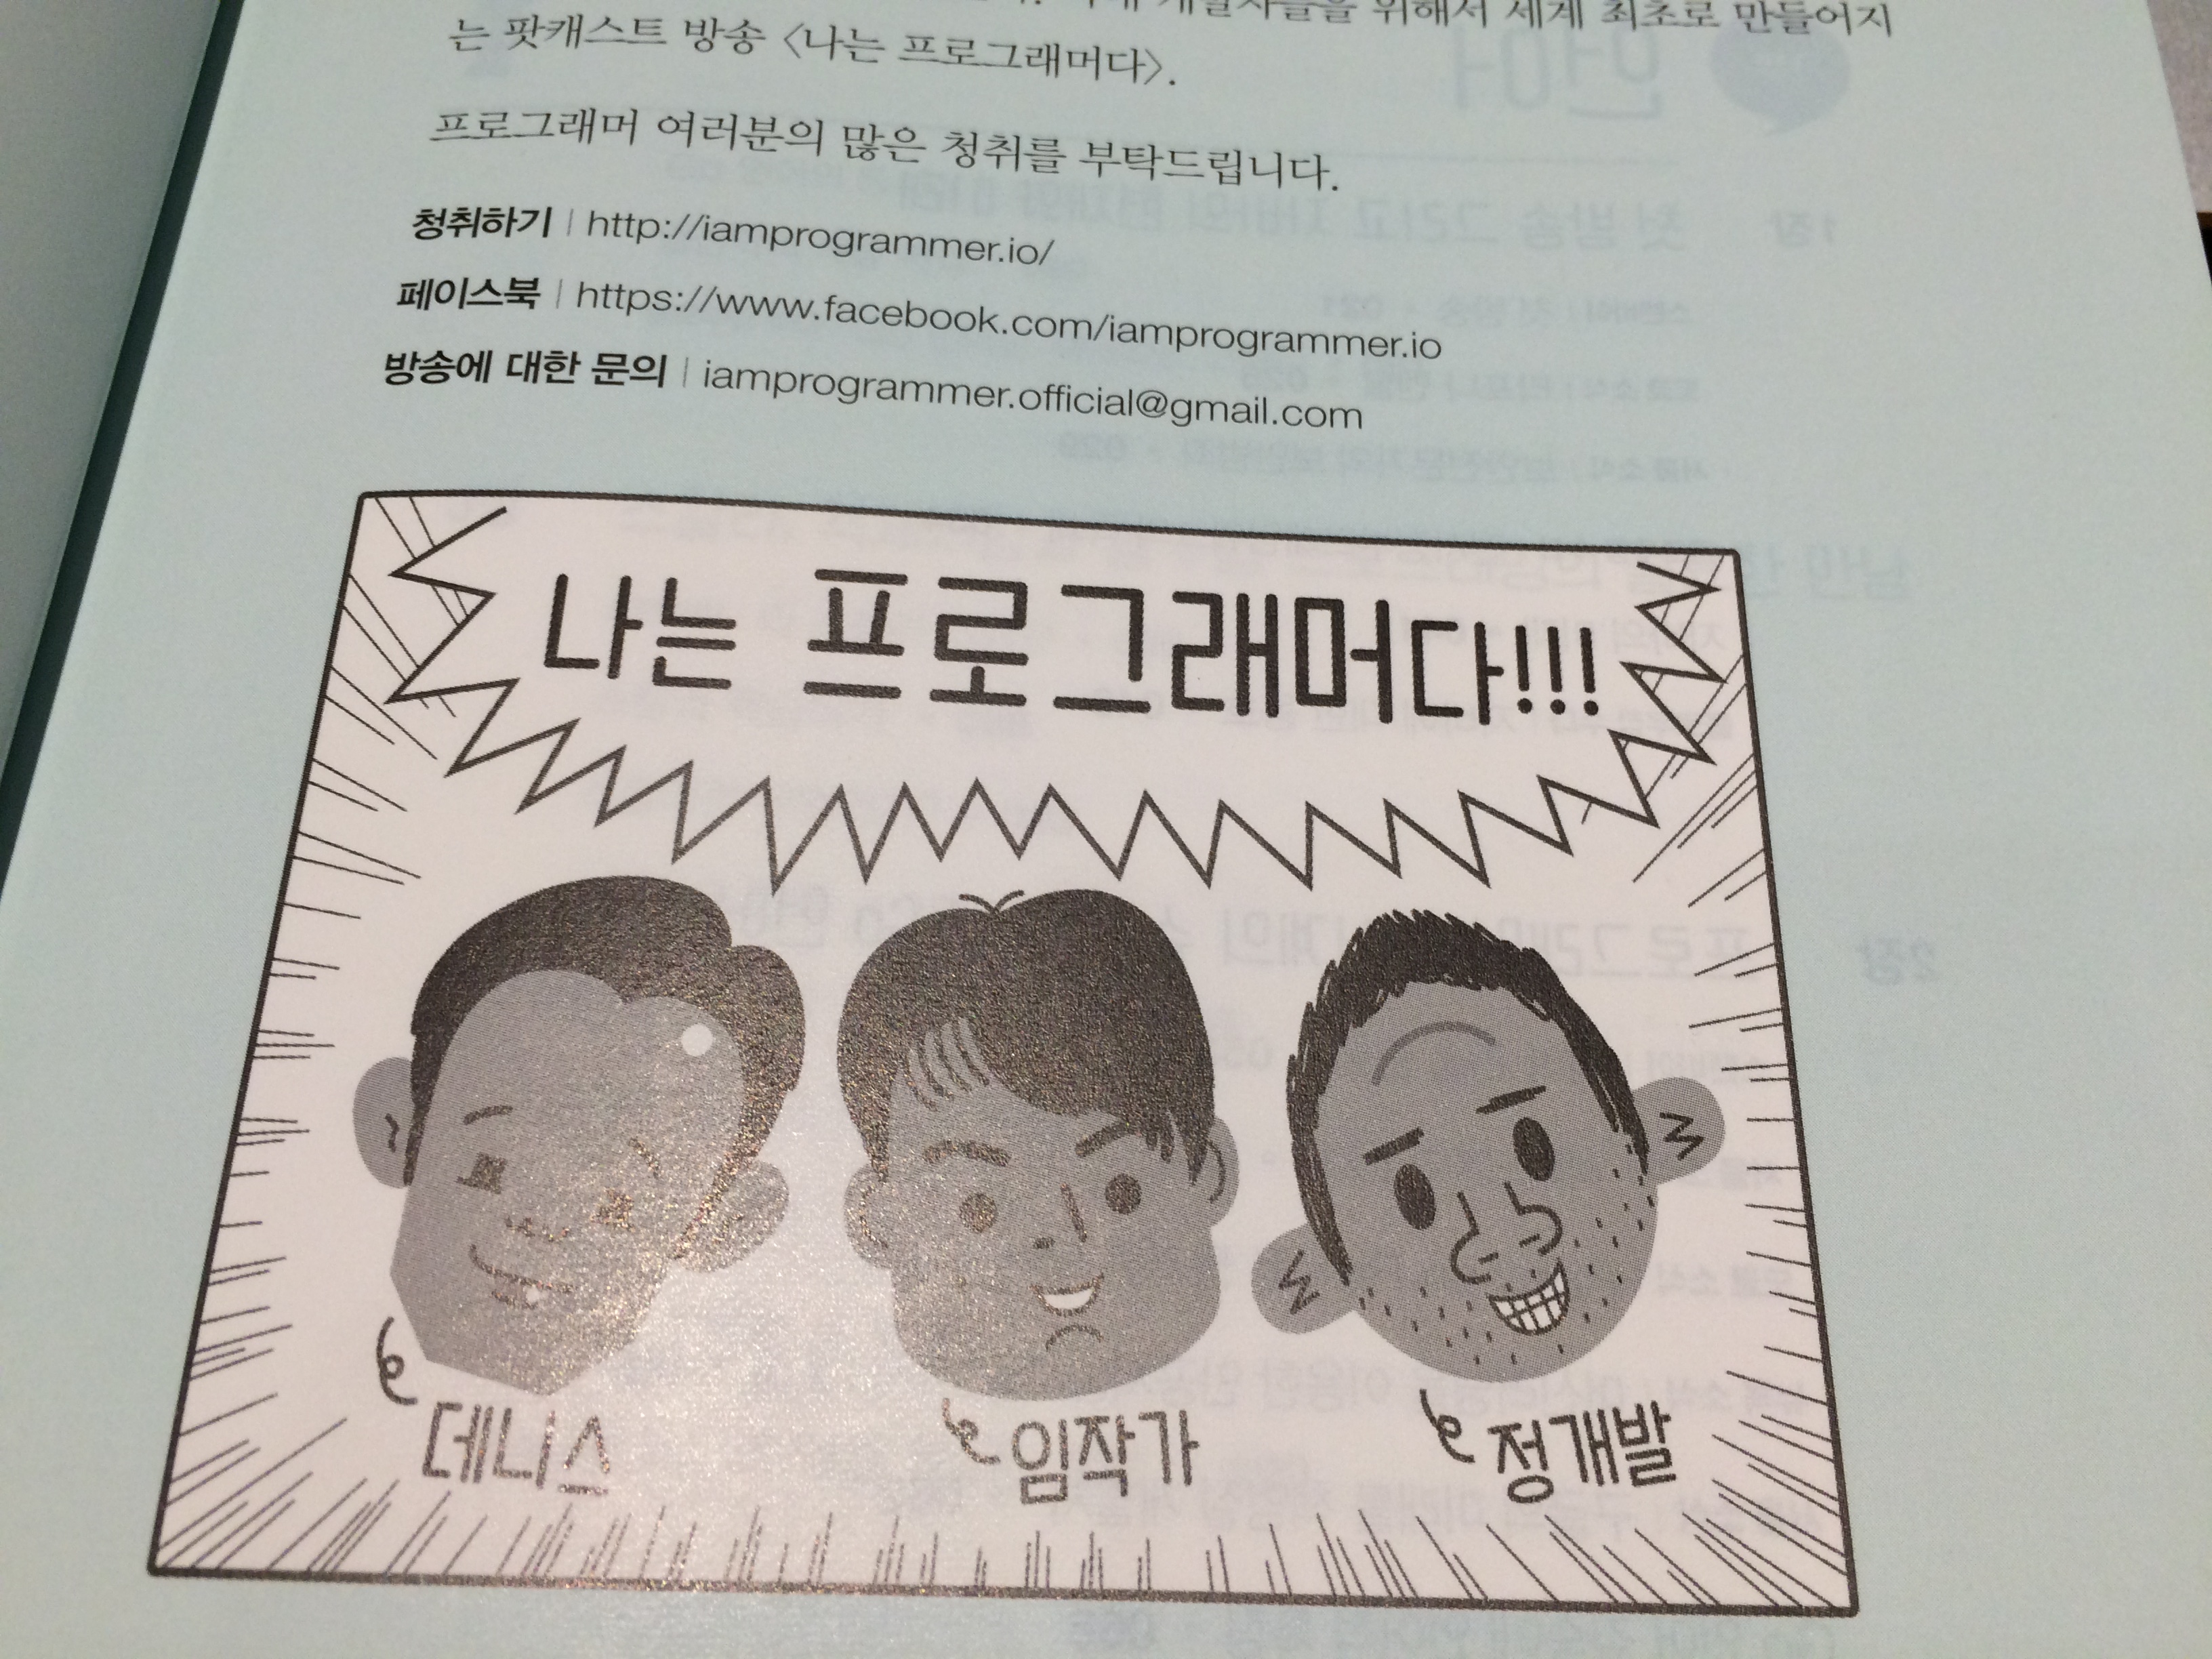 개발자들을 위해서 세계 최초로 만들어지
는 팟캐스트 방송 〈나는 프로그래머다〉.
프로그래머 여러분의 많은 청취를 부탁드립니다.
청취하기 | http://iamprogrammer.io/
페이스북 | https://www.facebook.com/iamprogrammer.io
방송에 대한 문의 | iamprogrammer.official@gmail.com
나는 프로그래머다!!!
데니스 임작가 정개발